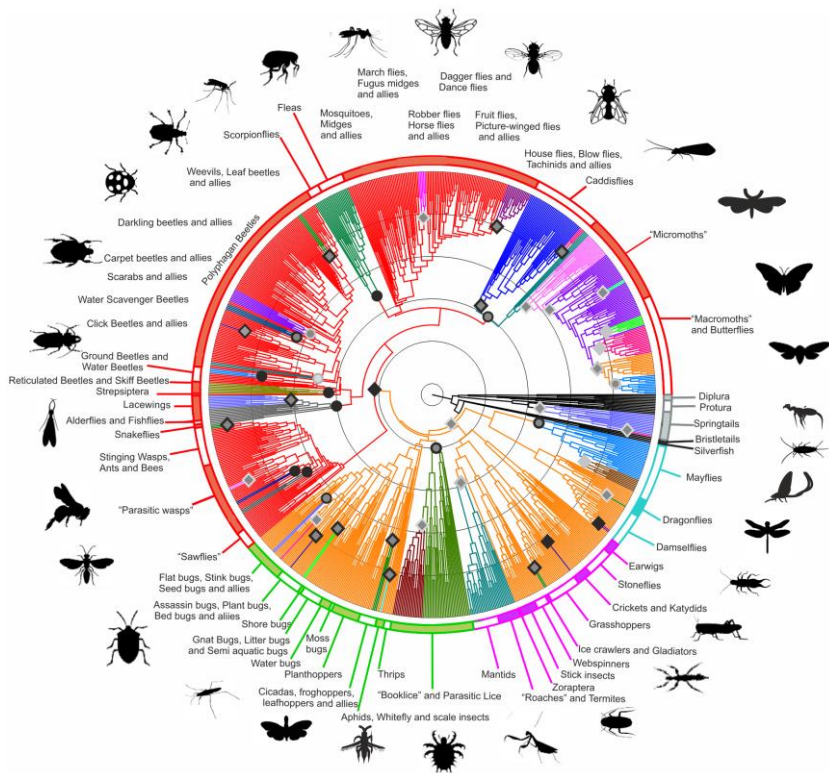 March flies,
Fugus midges
and allies
Dagger flies and
Dance flies
Fleas
Mosquitoes,
Midges
and allies
Robber flies
Horse flies
and allies
Fruit flies,
Picture-winged flies
and allies
Scorpionflies
House flies, Blow flies,
Tachinids and allies
Weevils, Leaf beetles
and allies
Caddisflies
Darkling beetles and allies
Polyphagan Beetles
"Micromoths"
Carpet beetles and allies
Scarabs and allies
Water Scavenger Beetles
Click Beetles and allies
"Macromoths"
and Butterflies
Ground Beetles and
Water Beetles
Reticulated Beetles and Skiff Beetles
Strepsiptera
Lacewings
Alderflies and Fishflies
Snakeflies
Stinging Wasps,
Ants and Bees
"Parasitic wasps"
"Sawflies"
Diplura
Protura
Springtails
Bristletails
Silverfish
Mayflies
Dragonflies
Damselflies
Earwigs
Stoneflies
Crickets and Katydids
Grasshoppers
Ice crawlers and Gladiators
Webspinners
Stick insects
Zoraptera
"Roaches" and Termites
Mantids
"Booklice" and Parasitic Lice
Thrips
Aphids, Whitefly and scale insects
Cicadas, froghoppers,
leafhoppers and allies
Planthoppers
Moss
bugs
Water bugs
Gnat Bugs, Litter bugs
and Semi aquatic bugs
Shore bugs
Assassin bugs, Plant bugs,
Bed bugs and allies
Flat bugs, Stink bugs,
Seed bugs and allies